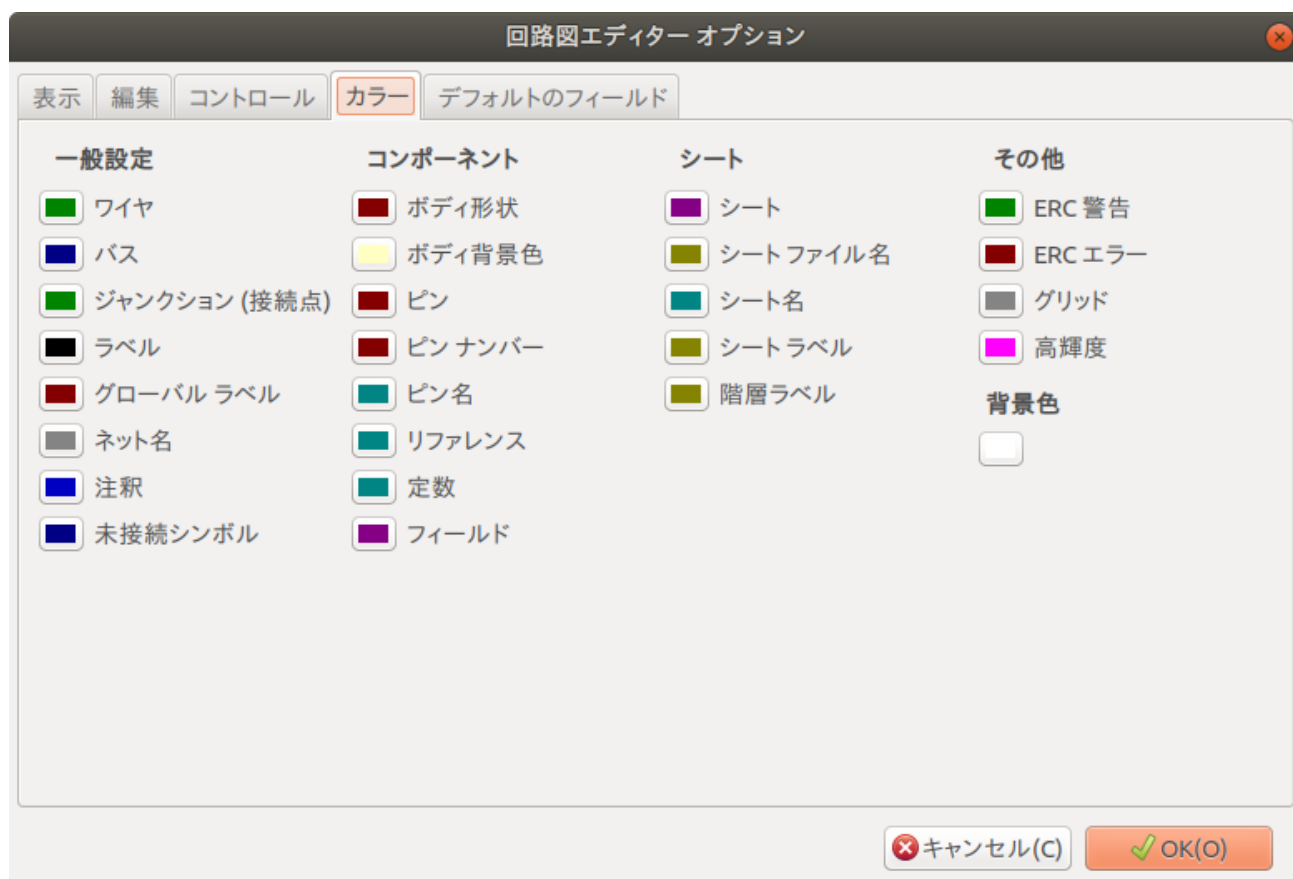 回路図エディター オプション
表示 編集 コントロール カラー デフォルトのフィールド
一般設定
ワイヤ
バス
ジャンクション (接続点)
ラベル
グローバル ラベル
ネット名
注釈
未接続シンボル
コンポーネント
ボディ形状
ボディ背景色
ピン
ピン ナンバー
ピン名
リファレンス
定数
フィールド
シート
シート
シート ファイル名
シート名
シート ラベル
階層ラベル
その他
ERC 警告
ERC エラー
グリッド
高輝度
背景色
キャンセル(C) OK(O)